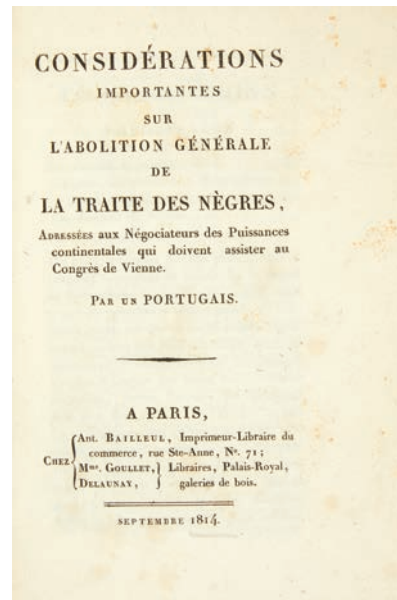 CONSIDÉRATIONS
IMPORTANTES
SUR
L'ABOLITION GÉNÉRALE
DE
LA TRAITE DES NÈGRES,
ADRESSÉES aux Négociateurs des Puissances
continentales qui doivent assister au
Congrès de Vienne.
PAR UN PORTUGAIS.
A PARIS,
CHEZ
Ant. BAILLEUL, Imprimeur-Libraire du
commerce, rue Ste-Anne, N°. 71;
Mme. GOULLET, Libraires, Palais-Royal,
DELAUNAY, galeries de bois.
SEPTEMBRE 1814.